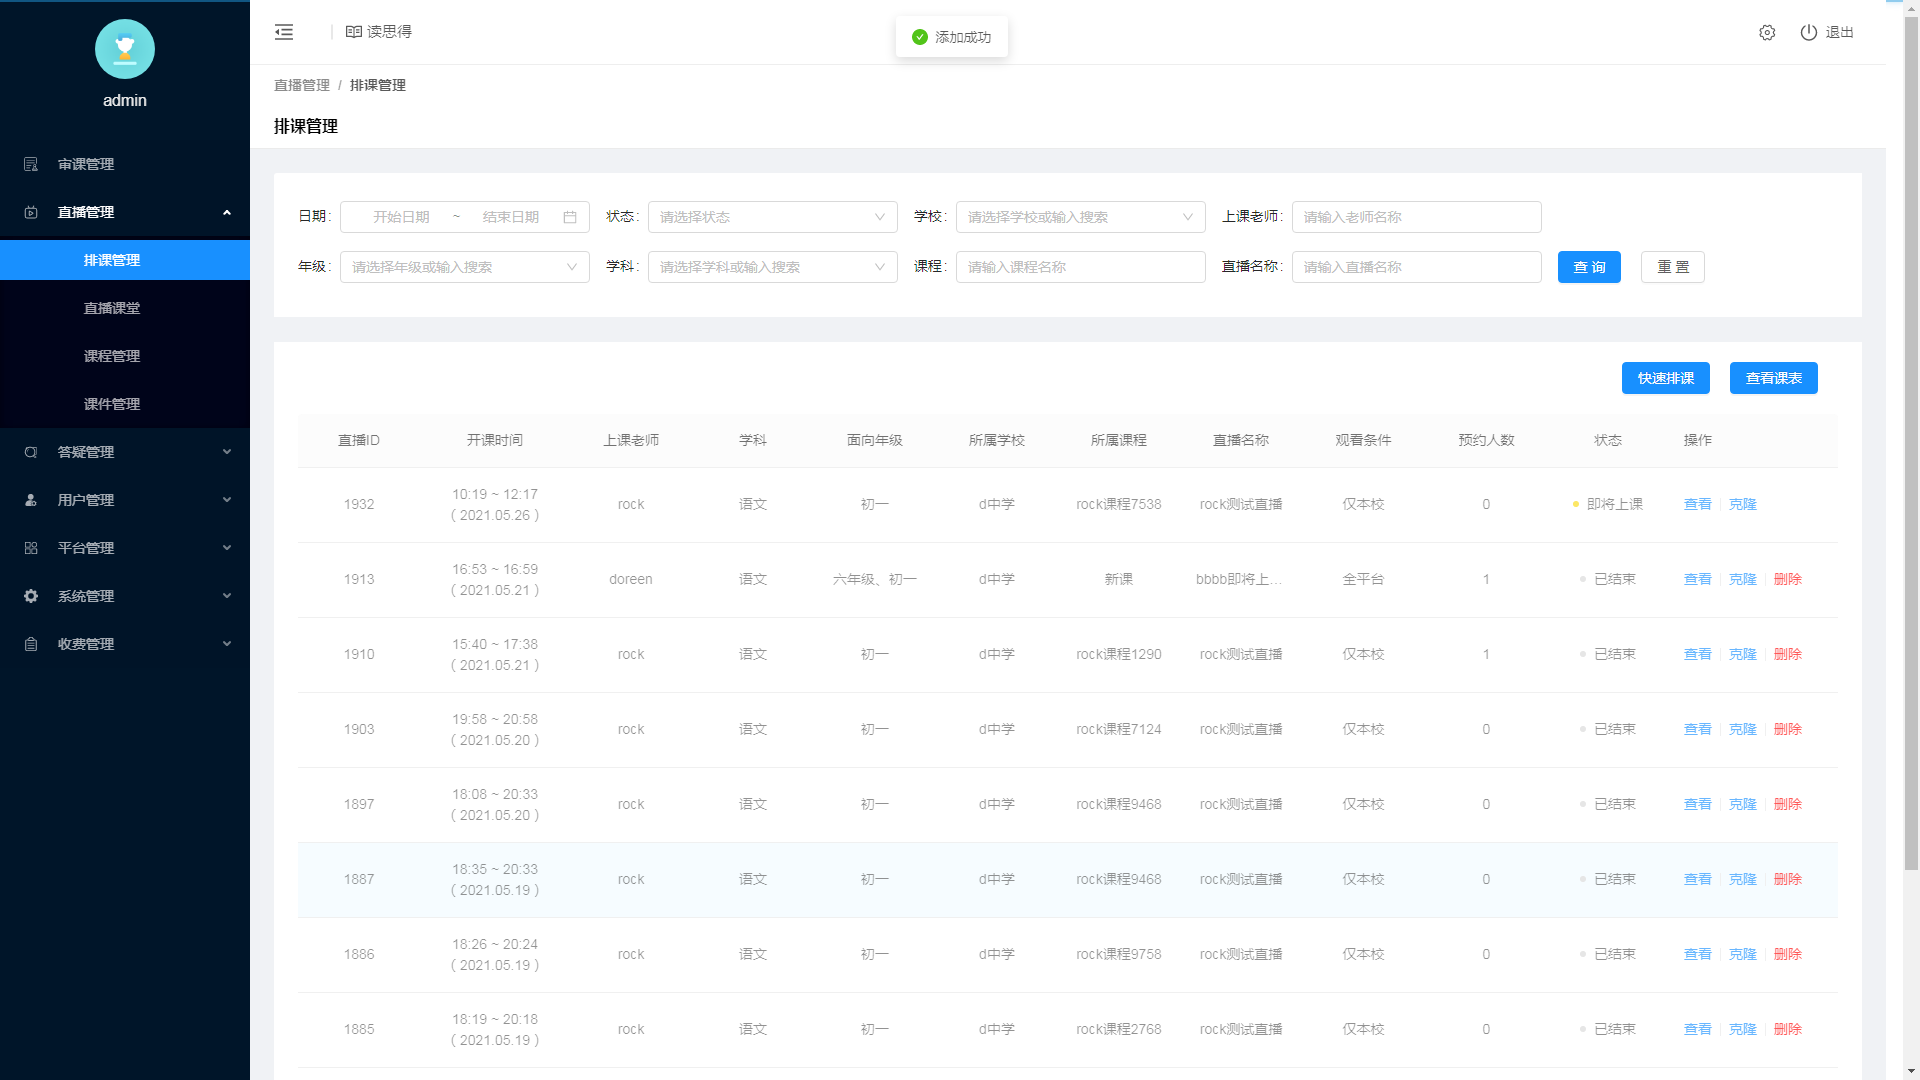 admin
审课管理
直播管理
排课管理
直播课堂
课程管理
课件管理
答疑管理
用户管理
平台管理
系统管理
收费管理
读思得
添加成功
退出
直播管理 / 排课管理
排课管理
日期: 开始日期 ~ 结束日期 状态: 请选择状态 学校: 请选择学校或输入搜索 上课老师: 请输入老师名称
年级: 请选择年级或输入搜索 学科: 请选择学科或输入搜索 课程: 请输入课程名称 直播名称: 请输入直播名称 查询 重置
快速排课 查看课表
直播ID 开课时间 上课老师 学科 面向年级 所属学校 所属课程 直播名称 观看条件 预约人数 状态 操作
1932 10:19 ~ 12:17 ( 2021.05.26 ) rock 语文 初一 d中学 rock课程7538 rock测试直播 仅本校 0 即将上课 查看 克隆
1913 16:53 ~ 16:59 ( 2021.05.21 ) doreen 语文 六年级、初一 d中学 新课 bbbb即将上... 全平台 1 已结束 查看 克隆 删除
1910 15:40 ~ 17:38 ( 2021.05.21 ) rock 语文 初一 d中学 rock课程1290 rock测试直播 仅本校 1 已结束 查看 克隆 删除
1903 19:58 ~ 20:58 ( 2021.05.20 ) rock 语文 初一 d中学 rock课程7124 rock测试直播 仅本校 0 已结束 查看 克隆 删除
1897 18:08 ~ 20:33 ( 2021.05.20 ) rock 语文 初一 d中学 rock课程9468 rock测试直播 仅本校 0 已结束 查看 克隆 删除
1887 18:35 ~ 20:33 ( 2021.05.19 ) rock 语文 初一 d中学 rock课程9468 rock测试直播 仅本校 0 已结束 查看 克隆 删除
1886 18:26 ~ 20:24 ( 2021.05.19 ) rock 语文 初一 d中学 rock课程9758 rock测试直播 仅本校 0 已结束 查看 克隆 删除
1885 18:19 ~ 20:18 ( 2021.05.19 ) rock 语文 初一 d中学 rock课程2768 rock测试直播 仅本校 0 已结束 查看 克隆 删除